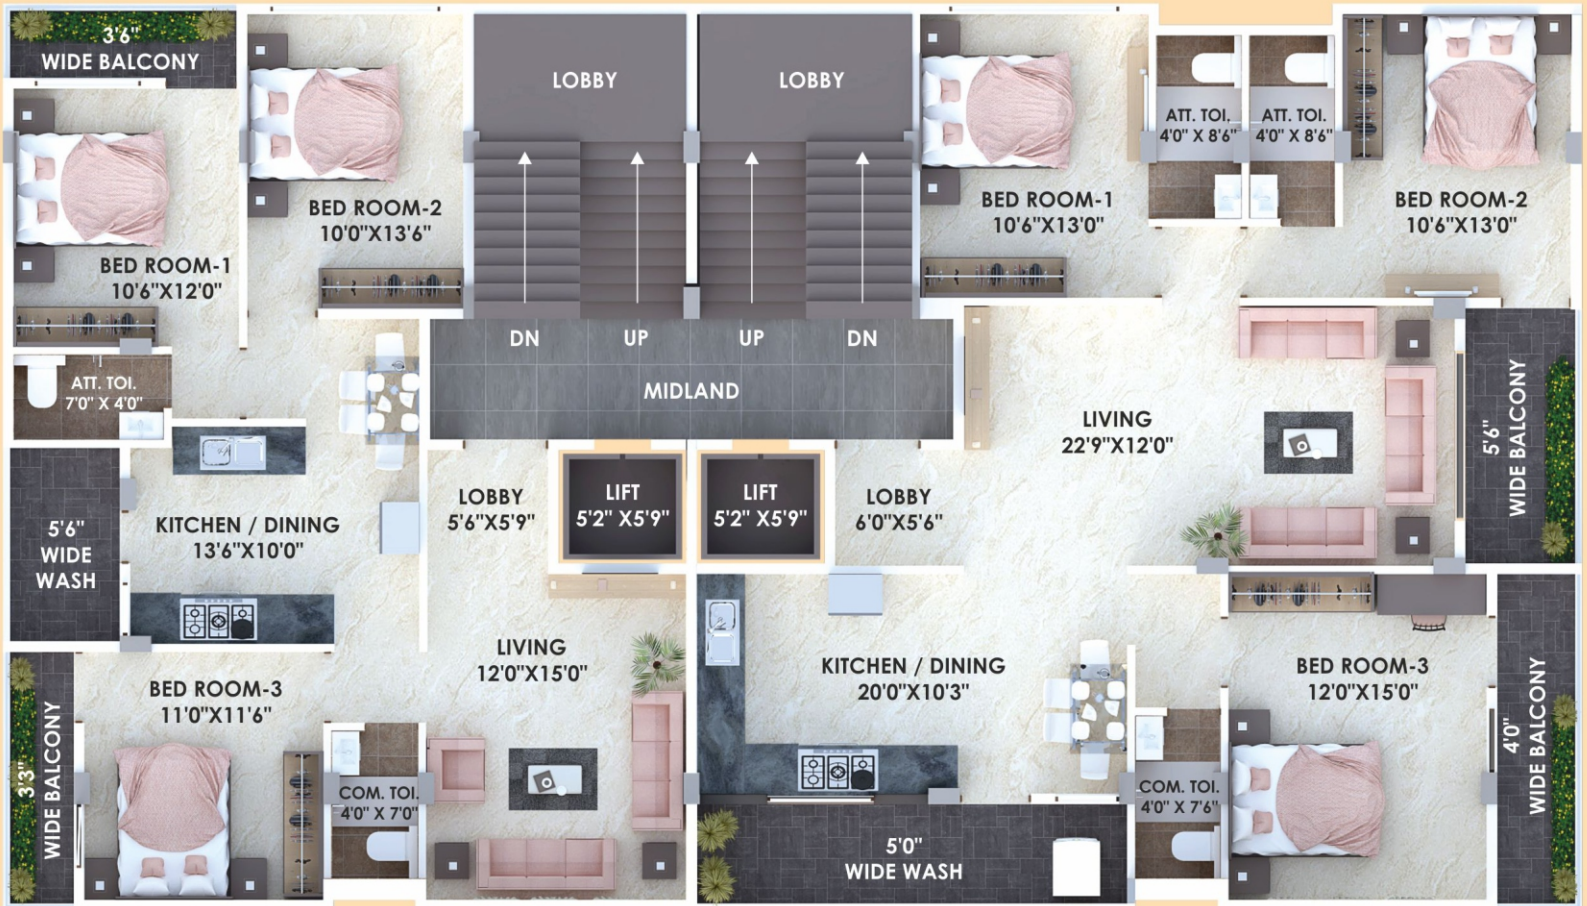 3'6"
WIDE BALCONY
BED ROOM-1
10'6"X12'0"
BED ROOM-2
10'0"X13'6"
LOBBY
LOBBY
BED ROOM-1
10'6"X13'0"
ATT. TOI.
4'0" X 8'6"
ATT. TOI.
4'0" X 8'6"
BED ROOM-2
10'6"X13'0"
DN
UP
UP
DN
MIDLAND
ATT. TOI.
7'0" X 4'0"
5'6"
WIDE
WASH
KITCHEN / DINING
13'6"X10'0"
LOBBY
5'6"X5'9"
LIFT
5'2" X5'9"
LIFT
5'2" X5'9"
LOBBY
6'0"X5'6"
LIVING
22'9"X12'0"
5'6"
WIDE BALCONY
3'3"
WIDE BALCONY
BED ROOM-3
11'0"X11'6"
COM. TOI.
4'0" X 7'0"
LIVING
12'0"X15'0"
KITCHEN / DINING
20'0"X10'3"
5'0"
WIDE WASH
COM. TOI.
4'0" X 7'6"
BED ROOM-3
12'0"X15'0"
4'0"
WIDE BALCONY